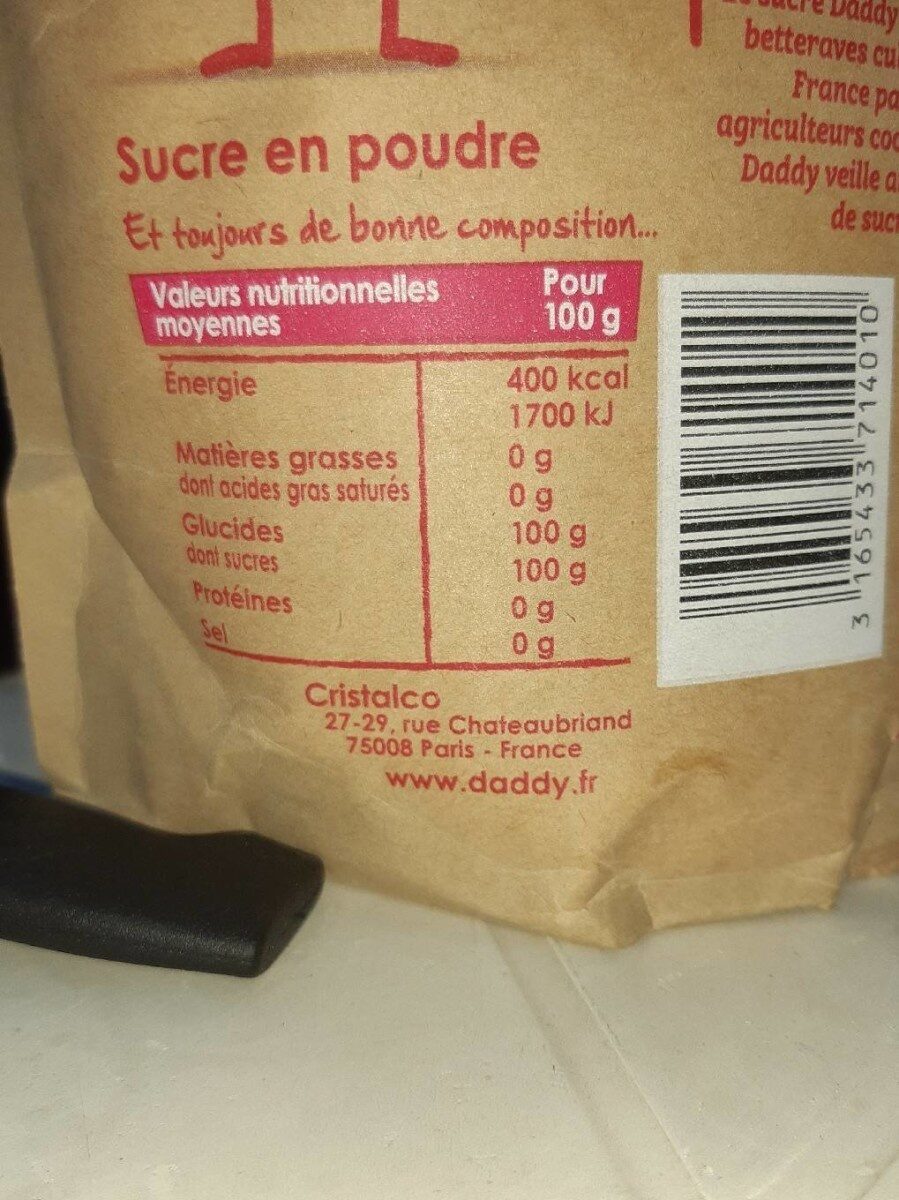 Sucre en poudre
Et toujours de bonne composition...
Valeurs nutritionnelles moyennes
Pour 100 g
Énergie 400 kcal
1700 kJ
Matières grasses 0 g
dont acides gras saturés 0 g
Glucides 100 g
dont sucres 100 g
Protéines 0 g
Sel 0 g
Cristalco
27-29, rue Chateaubriand
75008 Paris - France
www.daddy.fr
Daddy
betteraves
France
agriculteurs
Daddy veille
de
3 165433 714010